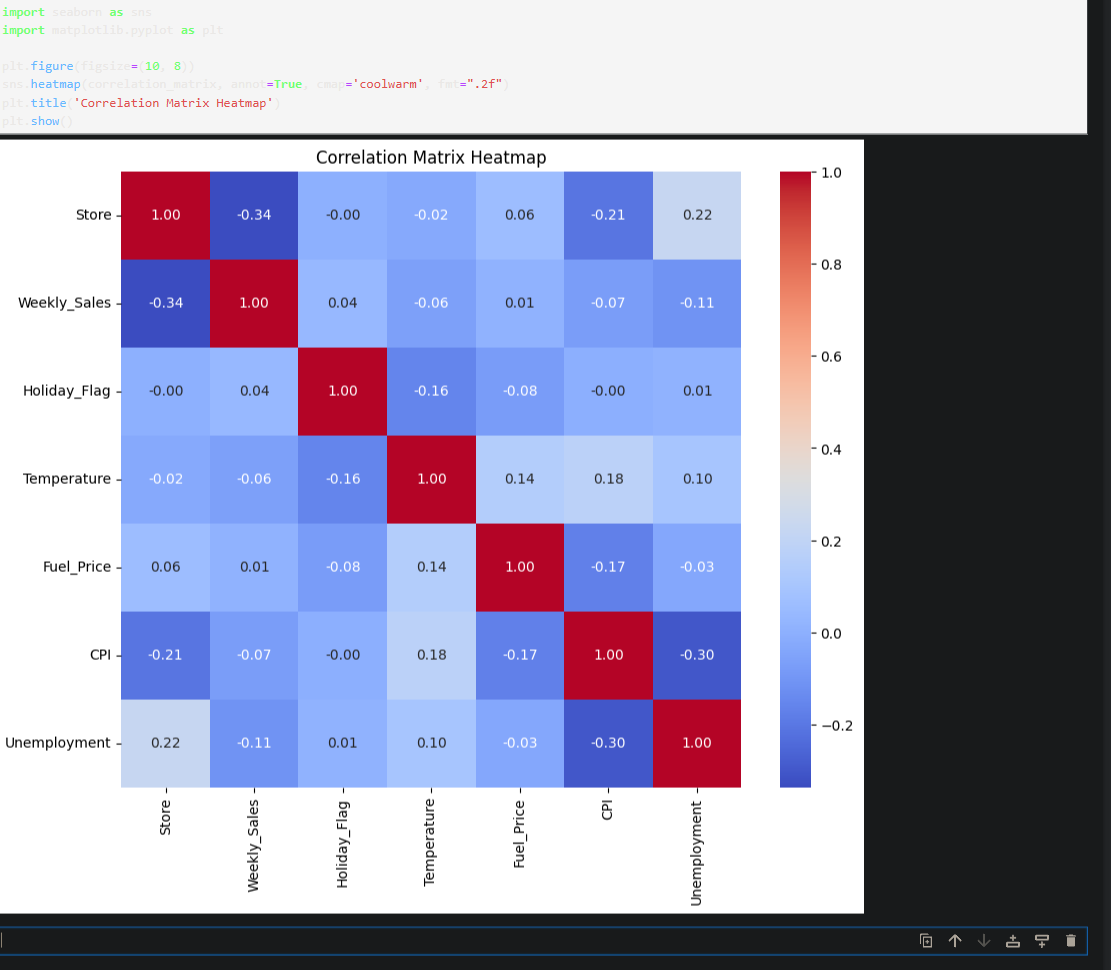 import seaborn as sns
import matplotlib.pyplot as plt
plt.figure(figsize=(10, 8))
sns.heatmap(correlation_matrix, annot=True, cmap='coolwarm', fmt=".2f")
plt.title('Correlation Matrix Heatmap')
plt.show()
Correlation Matrix Heatmap
Store 1.00 -0.34 -0.00 -0.02 0.06 -0.21 0.22
Weekly_Sales -0.34 1.00 0.04 -0.06 0.01 -0.07 -0.11
Holiday_Flag -0.00 0.04 1.00 -0.16 -0.08 -0.00 0.01
Temperature -0.02 -0.06 -0.16 1.00 0.14 0.18 0.10
Fuel_Price 0.06 0.01 -0.08 0.14 1.00 -0.17 -0.03
CPI -0.21 -0.07 -0.00 0.18 -0.17 1.00 -0.30
Unemployment 0.22 -0.11 0.01 0.10 -0.03 -0.30 1.00
Store
Weekly_Sales
Holiday_Flag
Temperature
Fuel_Price
CPI
Unemployment
1.0
0.8
0.6
0.4
0.2
0.0
−0.2